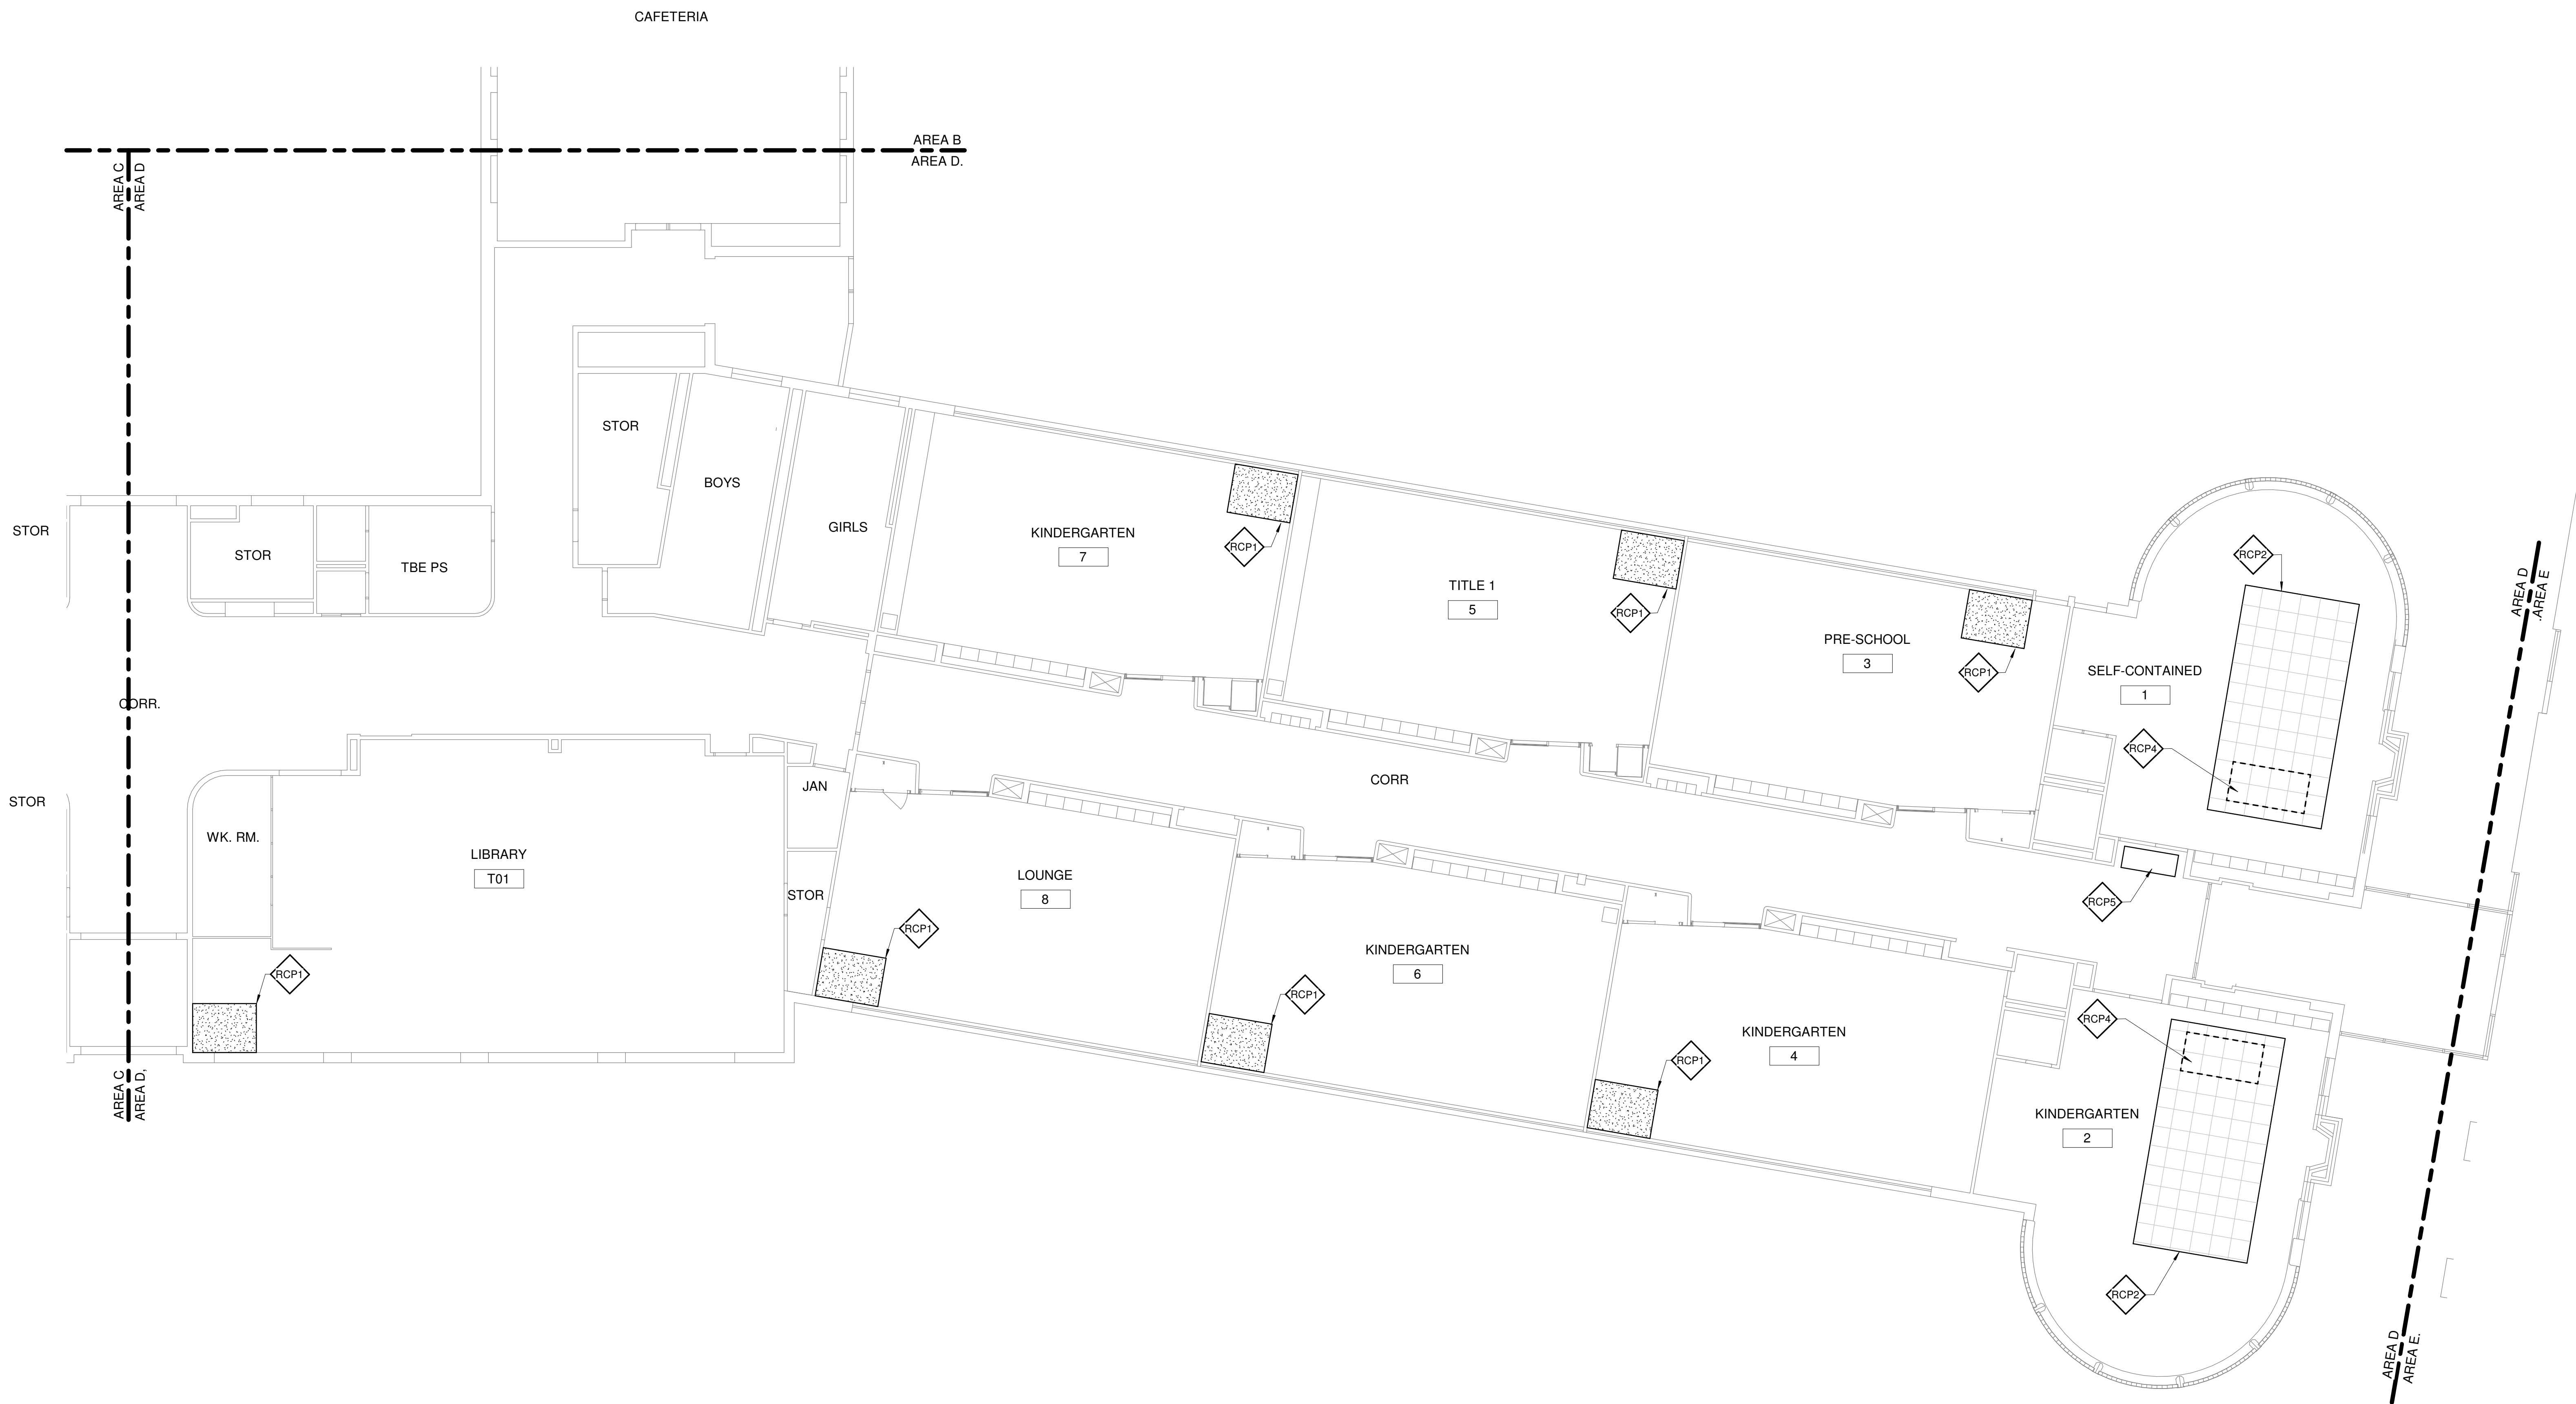 CAFETERIA
AREA B
AREA D.
AREA C
AREA D
STOR
BOYS
GIRLS
STOR
STOR
TBE PS
KINDERGARTEN
7
RCP1
TITLE 1
5
RCP1
PRE-SCHOOL
3
RCP1
SELF-CONTAINED
1
RCP2
RCP4
RCP5
AREA D
.AREA E
CORR.
CORR
STOR
WK. RM.
LIBRARY
T01
JAN
STOR
RCP1
LOUNGE
8
RCP1
KINDERGARTEN
6
RCP1
KINDERGARTEN
4
RCP1
KINDERGARTEN
2
RCP4
RCP2
AREA C
AREA D,
AREA D
AREA E.